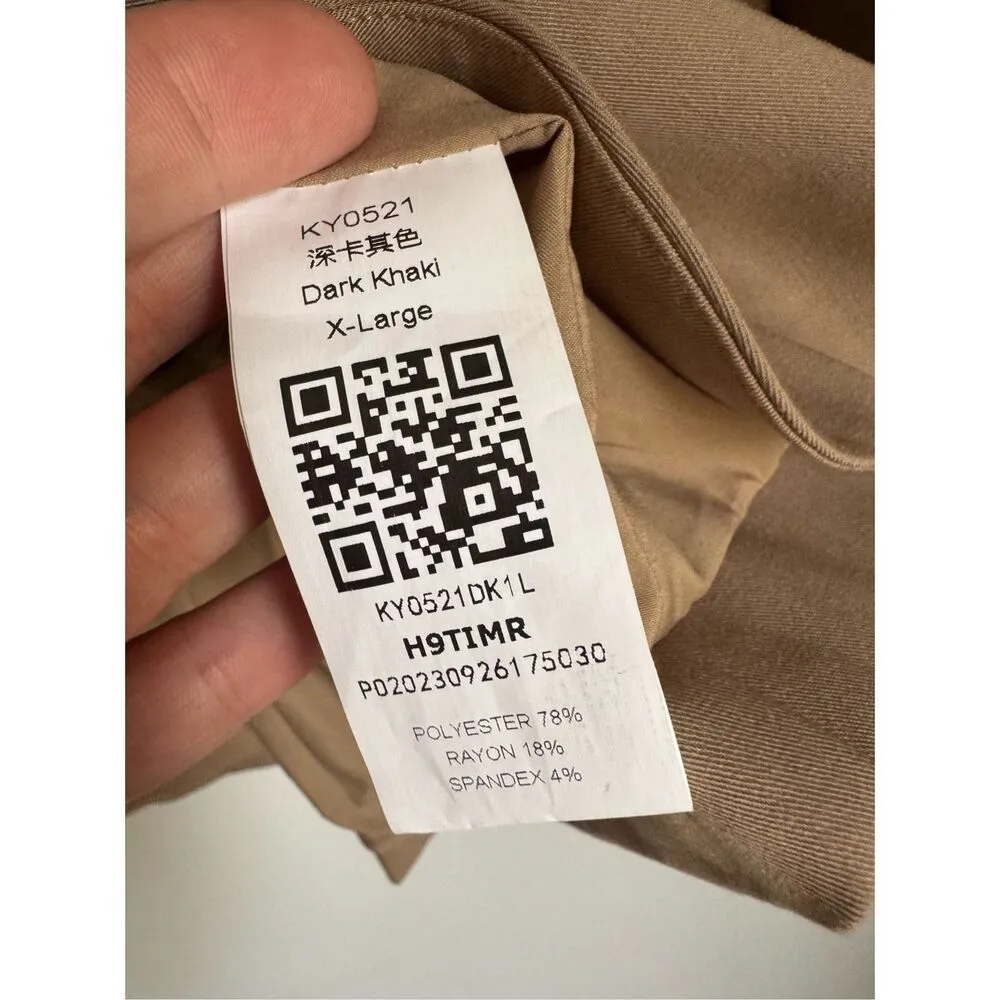 KY0521
深卡其色
Dark Khaki
X-Large
KY0521DK1L
H9TIMR
P020230926175030
POLYESTER 78%
RAYON 18%
SPANDEX 4%